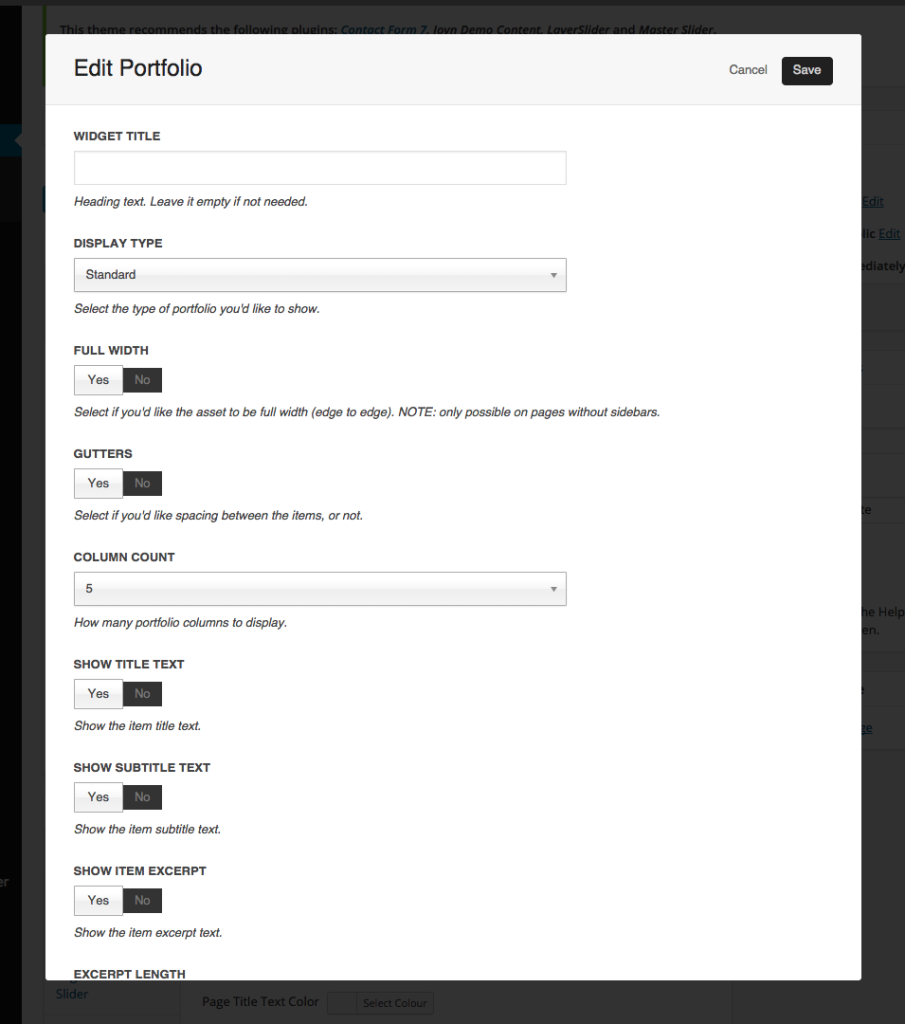 This theme recommends the following plugins: Contact Form 7, Joyn Demo Content, LayerSlider and Master Slider.
Edit Portfolio
Cancel
Save
WIDGET TITLE
Heading text. Leave it empty if not needed.
Edit
DISPLAY TYPE
lic Edit
Standard
ediately
Select the type of portfolio you'd like to show.
FULL WIDTH
Yes No
Select if you'd like the asset to be full width (edge to edge). NOTE: only possible on pages without sidebars.
GUTTERS
Yes No
Select if you'd like spacing between the items, or not.
COLUMN COUNT
5
he Help
How many portfolio columns to display.
en.
SHOW TITLE TEXT
Yes No
Show the item title text.
SHOW SUBTITLE TEXT
Yes No
Show the item subtitle text.
SHOW ITEM EXCERPT
er
Yes No
Show the item excerpt text.
EXCERPT LENGTH
Slider
Page Title Text Color
Select Colour